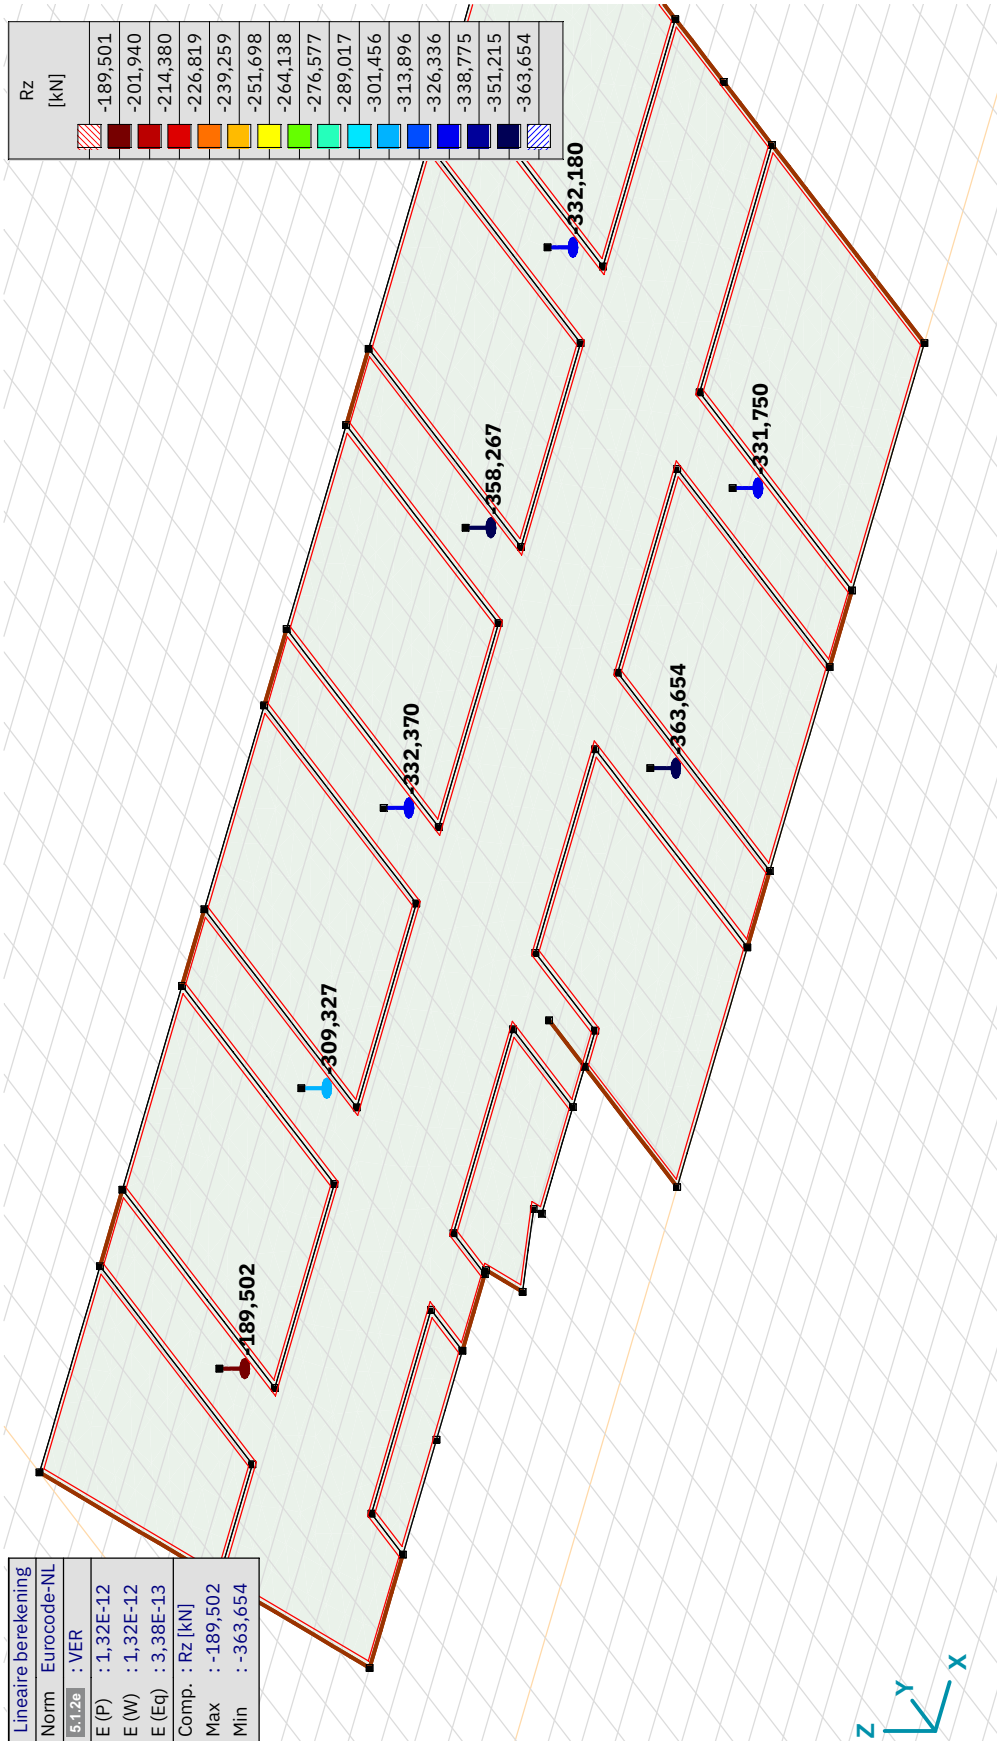 Lineaire berekening
Norm Eurocode-NL
5.1.2e : VER
E (P) : 1,32E-12
E (W) : 1,32E-12
E (Eq) : 3,38E-13
Comp. : Rz [kN]
Max : -189,502
Min : -363,654
Rz
[kN]
-189,501
-201,940
-214,380
-226,819
-239,259
-251,698
-264,138
-276,577
-289,017
-301,456
-313,896
-326,336
-338,775
-351,215
-363,654
-189,502
-309,327
-332,370
-358,267
-332,180
-363,654
-331,750
Z
Y
X